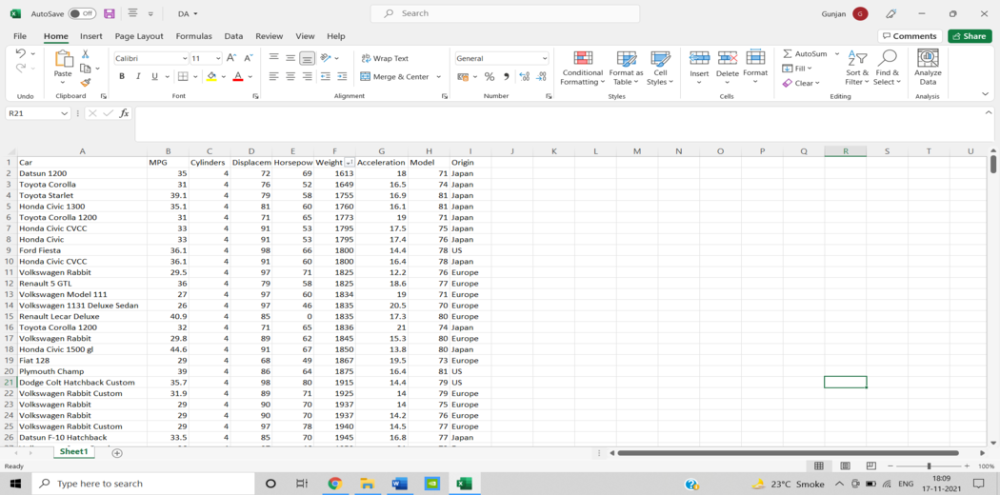 AutoSave Off DA Search Gunjan G
File Home Insert Page Layout Formulas Data Review View Help Comments Share
Calibri 11 Wrap Text General AutoSum
Paste B I U Merge & Center % Conditional Formatting Format as Table Cell Styles Insert Delete Format Fill Clear Sort & Filter Find & Select Analyze Data
Undo Clipboard Font Alignment Number Styles Cells Editing Analysis
R21 fx
A B C D E F G H I J K L M N O P Q R S T U
1 Car MPG Cylinders Displacem Horsepow Weight Acceleration Model Origin
2 Datsun 1200 35 4 72 69 1613 18 71 Japan
3 Toyota Corolla 31 4 76 52 1649 16.5 74 Japan
4 Toyota Starlet 39.1 4 79 58 1755 16.9 81 Japan
5 Honda Civic 1300 35.1 4 81 60 1760 16.1 81 Japan
6 Toyota Corolla 1200 31 4 71 65 1773 19 71 Japan
7 Honda Civic CVCC 33 4 91 53 1795 17.5 75 Japan
8 Honda Civic 33 4 91 53 1795 17.4 76 Japan
9 Ford Fiesta 36.1 4 98 66 1800 14.4 78 US
10 Honda Civic CVCC 36.1 4 91 60 1800 16.4 78 Japan
11 Volkswagen Rabbit 29.5 4 97 71 1825 12.2 76 Europe
12 Renault 5 GTL 36 4 79 58 1825 18.6 77 Europe
13 Volkswagen Model 111 27 4 97 60 1834 19 71 Europe
14 Volkswagen 1131 Deluxe Sedan 26 4 97 46 1835 20.5 70 Europe
15 Renault Lecar Deluxe 40.9 4 85 0 1835 17.3 80 Europe
16 Toyota Corolla 1200 32 4 71 65 1836 21 74 Japan
17 Volkswagen Rabbit 29.8 4 89 62 1845 15.3 80 Europe
18 Honda Civic 1500 gl 44.6 4 91 67 1850 13.8 80 Japan
19 Fiat 128 29 4 68 49 1867 19.5 73 Europe
20 Plymouth Champ 39 4 86 64 1875 16.4 81 US
21 Dodge Colt Hatchback Custom 35.7 4 98 80 1915 14.4 79 US
22 Volkswagen Rabbit Custom 31.9 4 89 71 1925 14 79 Europe
23 Volkswagen Rabbit 29 4 90 70 1937 14 75 Europe
24 Volkswagen Rabbit 29 4 90 70 1937 14.2 76 Europe
25 Volkswagen Rabbit Custom 29 4 97 78 1940 14.5 77 Europe
26 Datsun F-10 Hatchback 33.5 4 85 70 1945 16.8 77 Japan
Sheet1
Ready 100%
Type here to search 23°C Smoke ENG 18:09
17-11-2021